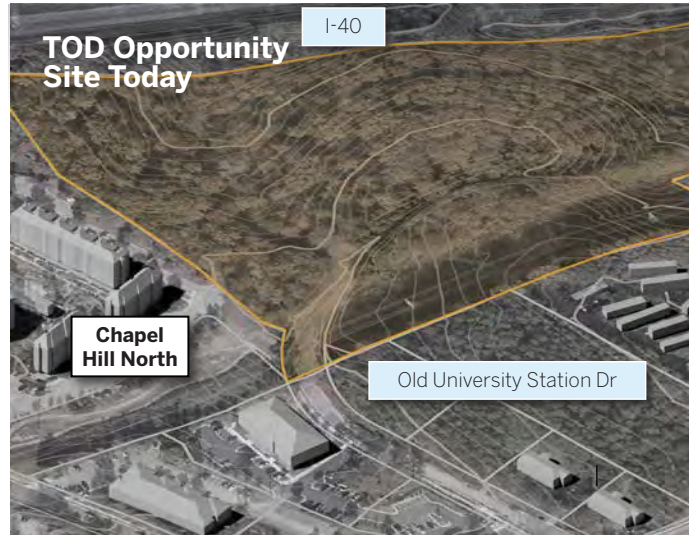 I-40
TOD Opportunity
Site Today
Chapel
Hill North
Old University Station Dr